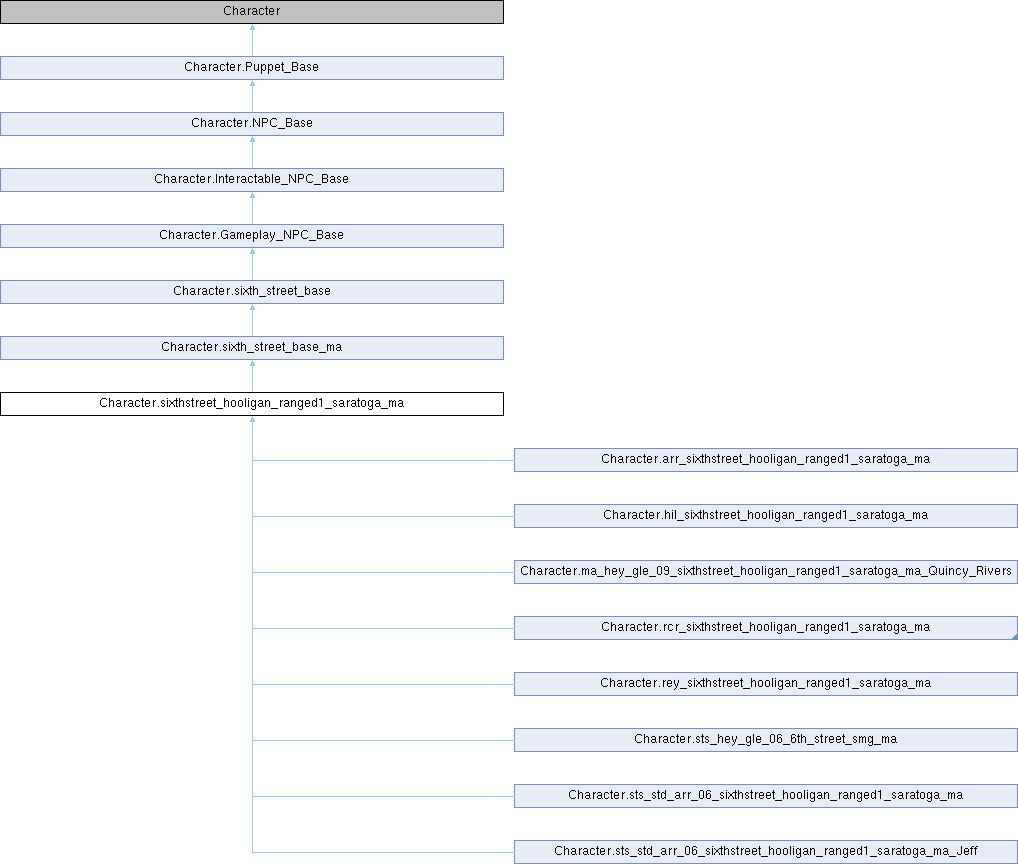 Character
Character.Puppet_Base
Character.NPC_Base
Character.Interactable_NPC_Base
Character.Gameplay_NPC_Base
Character.sixth_street_base
Character.sixth_street_base_ma
Character.sixthstreet_hooligan_ranged1_saratoga_ma
Character.arr_sixthstreet_hooligan_ranged1_saratoga_ma
Character.hil_sixthstreet_hooligan_ranged1_saratoga_ma
Character.ma_hey_gle_09_sixthstreet_hooligan_ranged1_saratoga_ma_Quincy_Rivers
Character.rcr_sixthstreet_hooligan_ranged1_saratoga_ma
Character.rey_sixthstreet_hooligan_ranged1_saratoga_ma
Character.sts_hey_gle_06_6th_street_smg_ma
Character.sts_std_arr_06_sixthstreet_hooligan_ranged1_saratoga_ma
Character.sts_std_arr_06_sixthstreet_hooligan_ranged1_saratoga_ma_Jeff